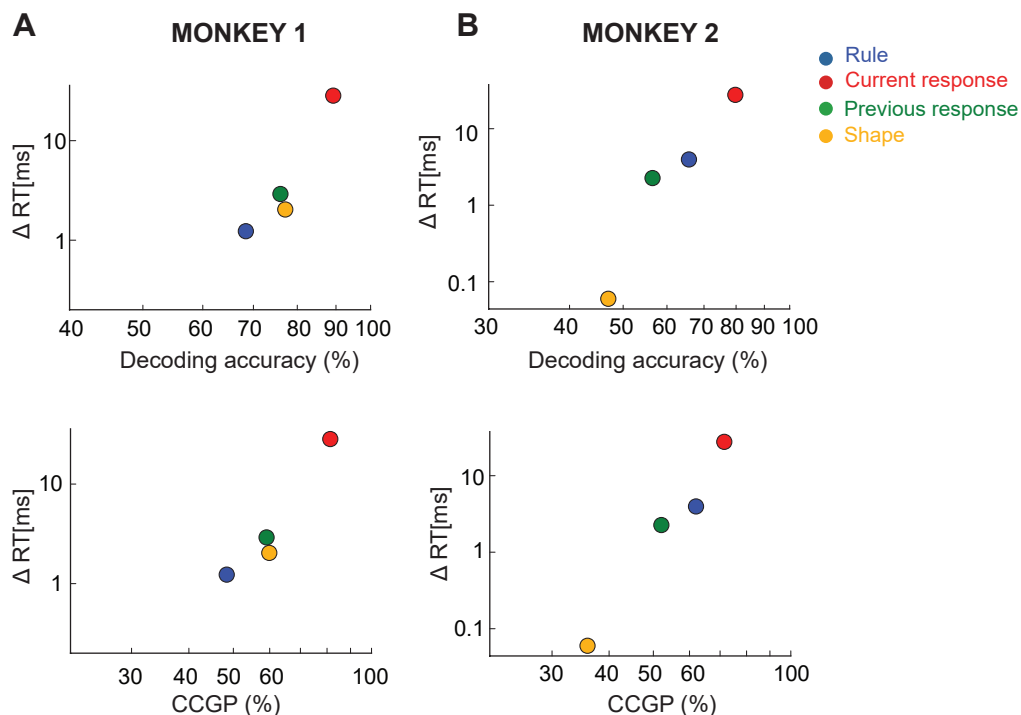 A
MONKEY 1
B
MONKEY 2
Rule
Current response
Previous response
Shape
Δ RT[ms]
10
1
40 50 60 70 80 90 100
Decoding accuracy (%)
Δ RT[ms]
10
1
0.1
30 40 50 60 70 80 100
Decoding accuracy (%)
Δ RT[ms]
10
1
30 40 50 60 100
CCGP (%)
Δ RT[ms]
10
1
0.1
30 40 50 60 100
CCGP (%)